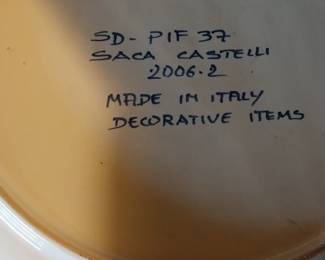 SD - PIF 37
SACA CASTELLI
2006.2
MADE IN ITALY
DECORATIVE ITEMS